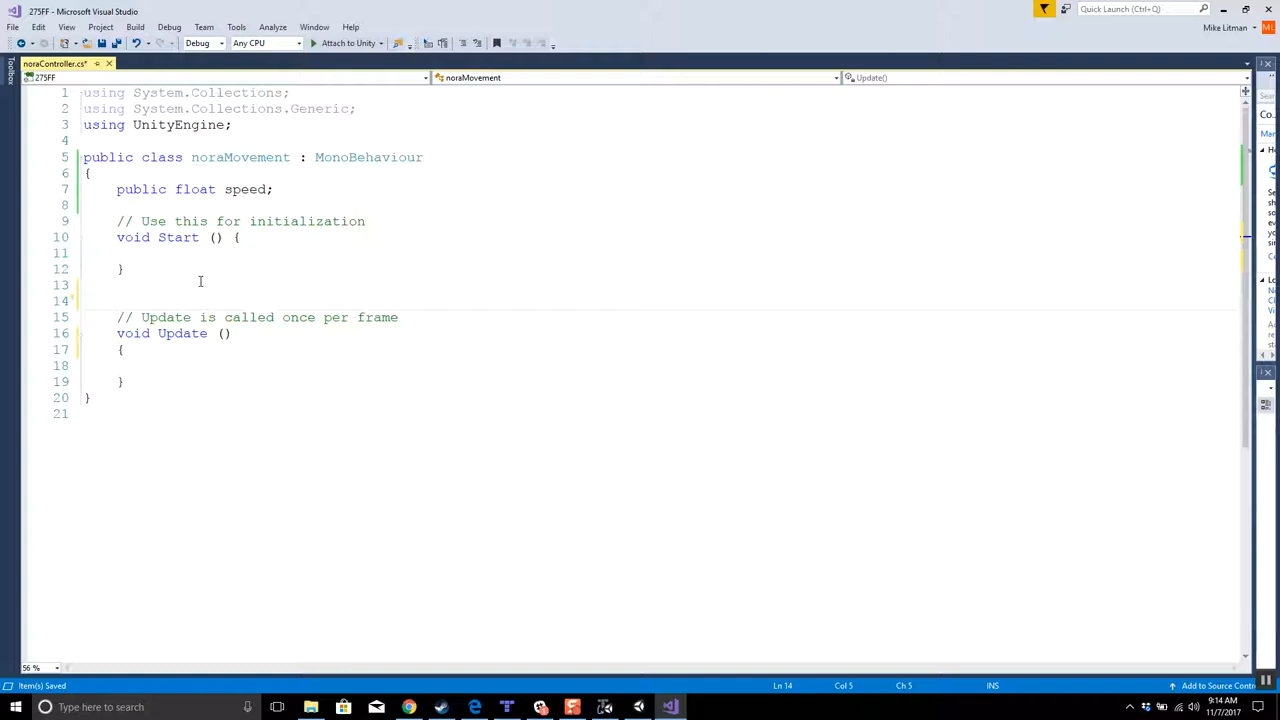 275FF - Microsoft Visual Studio
Quick Launch (Ctrl+Q)
File Edit View Project Build Debug Team Tools Analyze Window Help
Mike Litman ML
Debug Any CPU Attach to Unity
Toolbox
noraController.cs*
275FF noraMovement Update()
1 using System.Collections;
2 using System.Collections.Generic;
3 using UnityEngine;
4
5 public class noraMovement : MonoBehaviour
6 {
7 public float speed;
8
9 // Use this for initialization
10 void Start () {
11
12 }
13
14
15 // Update is called once per frame
16 void Update ()
17 {
18
19 }
20 }
21
Co...
56 %
Item(s) Saved Ln 14 Col 5 Ch 5 INS Add to Source Contr
Type here to search
9:14 AM
11/7/2017